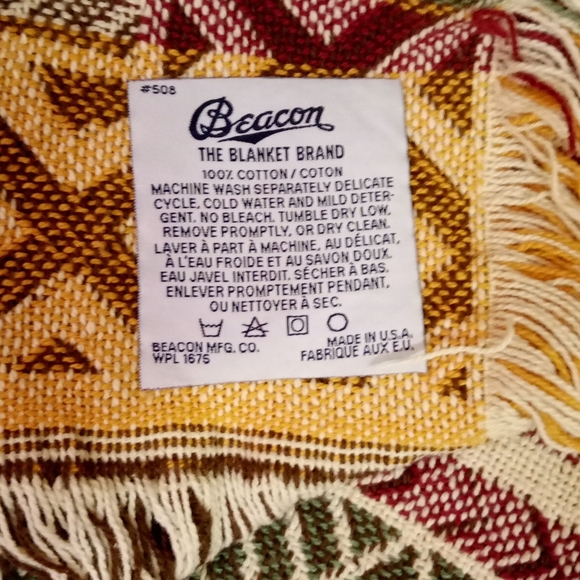 #508
Beacon
THE BLANKET BRAND
100% COTTON / COTON
MACHINE WASH SEPARATELY DELICATE
CYCLE, COLD WATER AND MILD DETER-
GENT. NO BLEACH. TUMBLE DRY LOW,
REMOVE PROMPTLY, OR DRY CLEAN.
LAVER À PART À MACHINE, AU DÉLICAT,
À L'EAU FROIDE ET AU SAVON DOUX.
EAU JAVEL INTERDIT. SÉCHER À BAS.
ENLEVER PROMPTEMENT PENDANT,
OU NETTOYER À SEC.
BEACON MFG. CO.
WPL 1675
MADE IN U.S.A.
FABRIQUE AUX E.U.